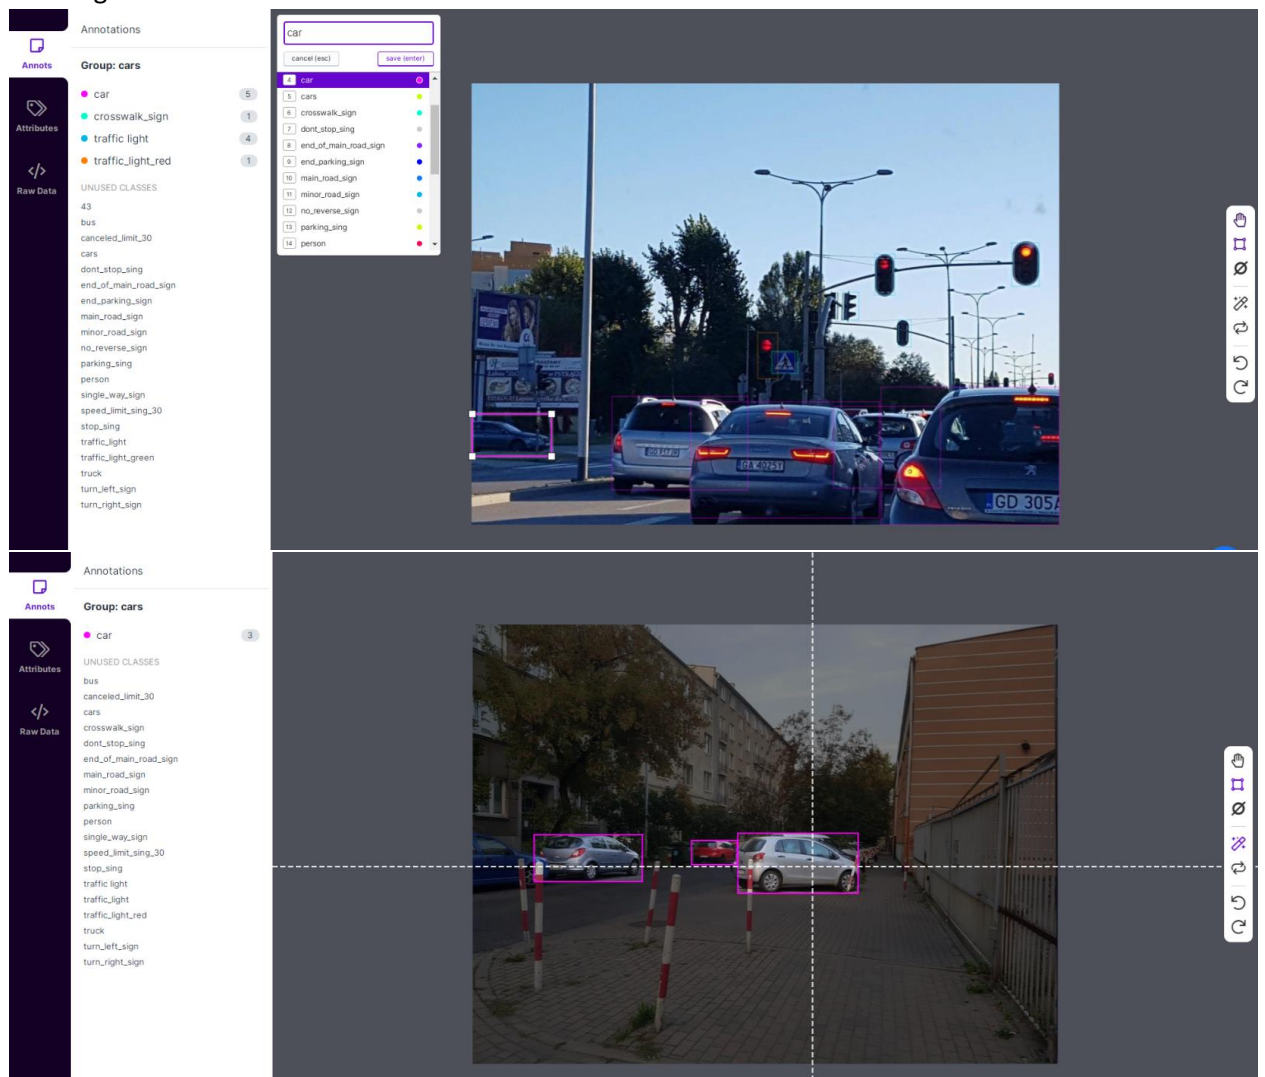 Annotations
Annots
Group: cars
car 5
crosswalk_sign 1
traffic light 4
traffic_light_red 1
Attributes
Raw Data
UNUSED CLASSES
43
bus
canceled_limit_30
cars
dont_stop_sing
end_of_main_road_sign
end_parking_sign
main_road_sign
minor_road_sign
no_reverse_sign
parking_sing
person
single_way_sign
speed_limit_sing_30
stop_sing
traffic_light
traffic_light_green
truck
turn_left_sign
turn_right_sign
car
cancel (esc) save (enter)
4 car
5 cars
6 crosswalk_sign
7 dont_stop_sing
8 end_of_main_road_sign
9 end_parking_sign
10 main_road_sign
11 minor_road_sign
12 no_reverse_sign
13 parking_sing
14 person
GA 4025Y
GD 305
Annotations
Annots
Group: cars
car 3
Attributes
Raw Data
UNUSED CLASSES
bus
canceled_limit_30
cars
crosswalk_sign
dont_stop_sing
end_of_main_road_sign
main_road_sign
minor_road_sign
parking_sing
person
single_way_sign
speed_limit_sing_30
stop_sing
traffic light
traffic_light
traffic_light_red
truck
turn_left_sign
turn_right_sign